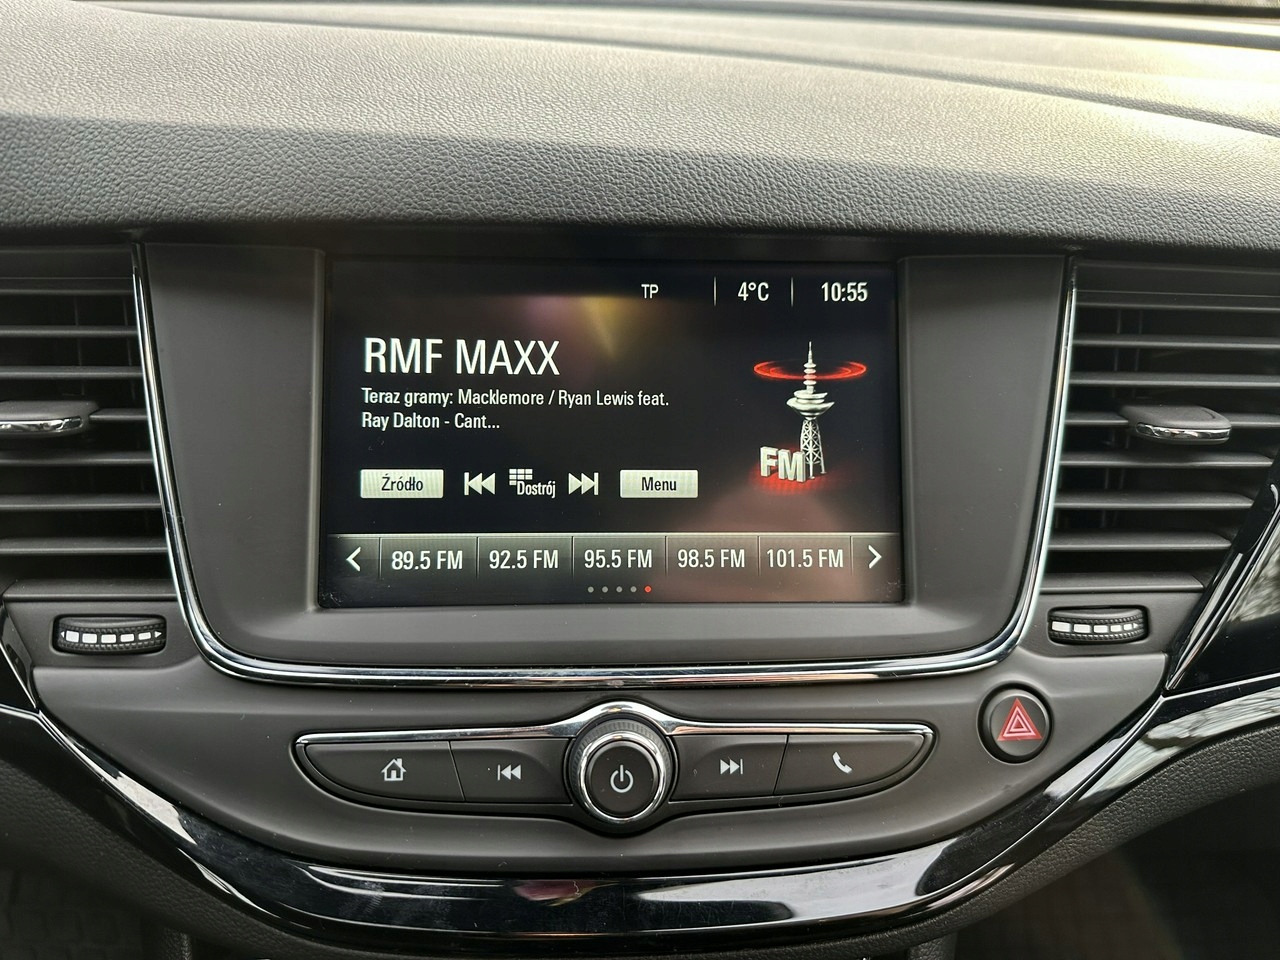 TP 4°C 10:55
RMF MAXX
Teraz gramy: Macklemore / Ryan Lewis feat.
Ray Dalton - Cant...
FM
Źródło Dostrój Menu
89.5 FM 92.5 FM 95.5 FM 98.5 FM 101.5 FM